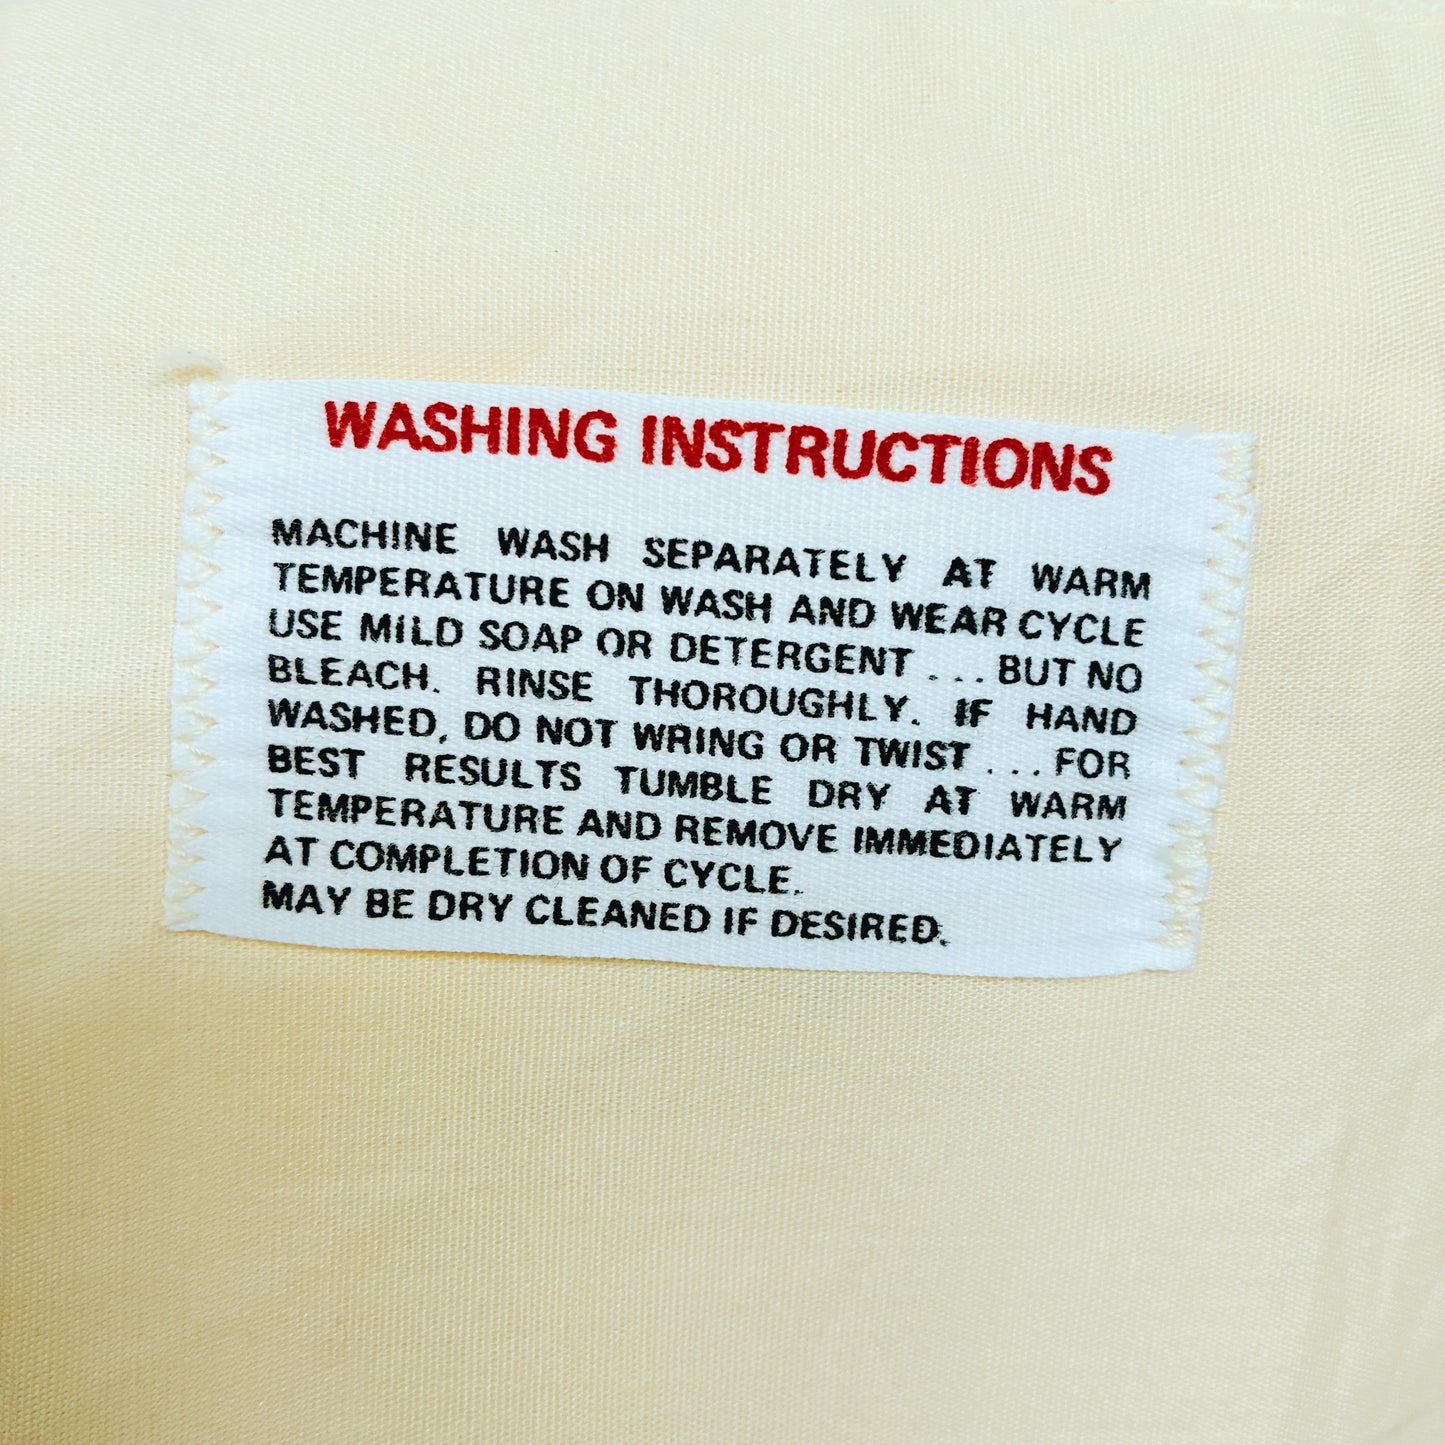 WASHING INSTRUCTIONS
MACHINE WASH SEPARATELY AT WARM
TEMPERATURE ON WASH AND WEAR CYCLE
USE MILD SOAP OR DETERGENT ... BUT NO
BLEACH. RINSE THOROUGHLY. IF HAND
WASHED, DO NOT WRING OR TWIST ... FOR
BEST RESULTS TUMBLE DRY AT WARM
TEMPERATURE AND REMOVE IMMEDIATELY
AT COMPLETION OF CYCLE.
MAY BE DRY CLEANED IF DESIRED.